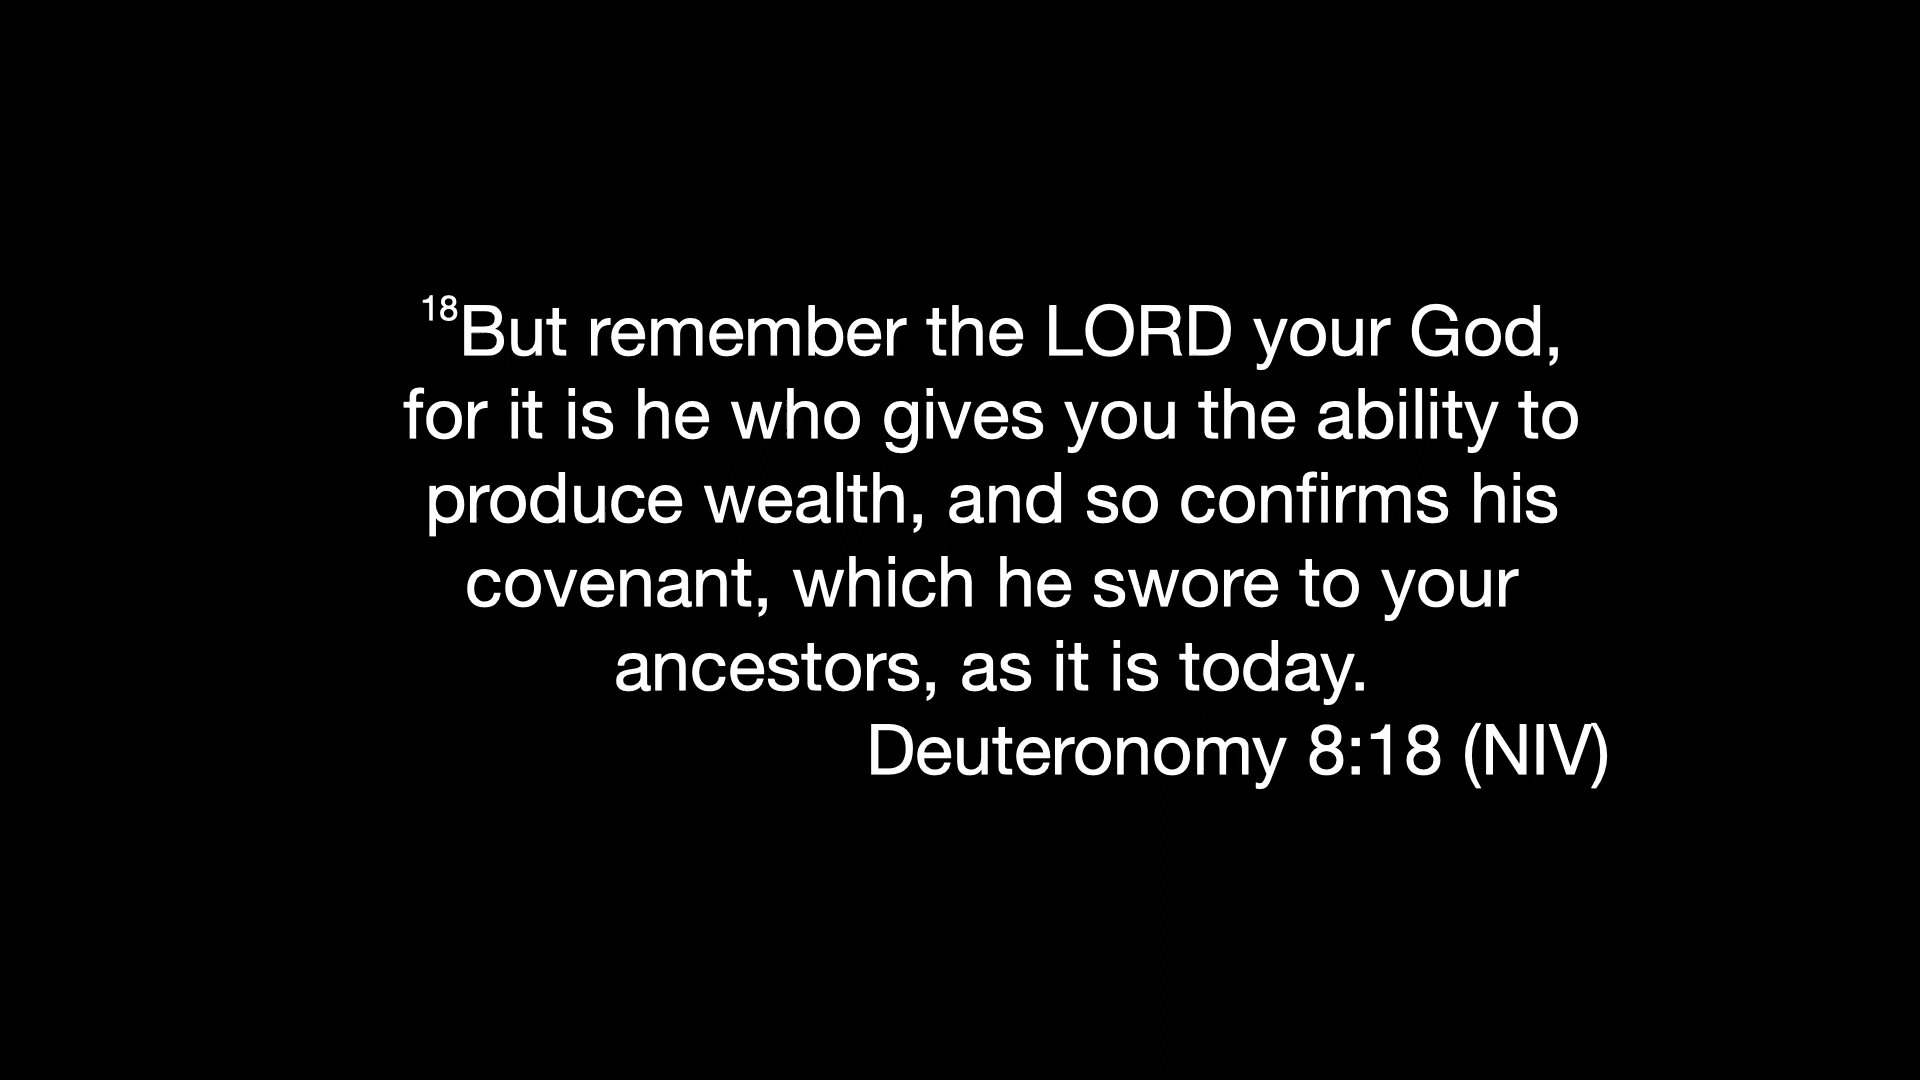 18But remember the LORD your God,
for it is he who gives you the ability to
produce wealth, and so confirms his
covenant, which he swore to your
ancestors, as it is today.
Deuteronomy 8:18 (NIV)